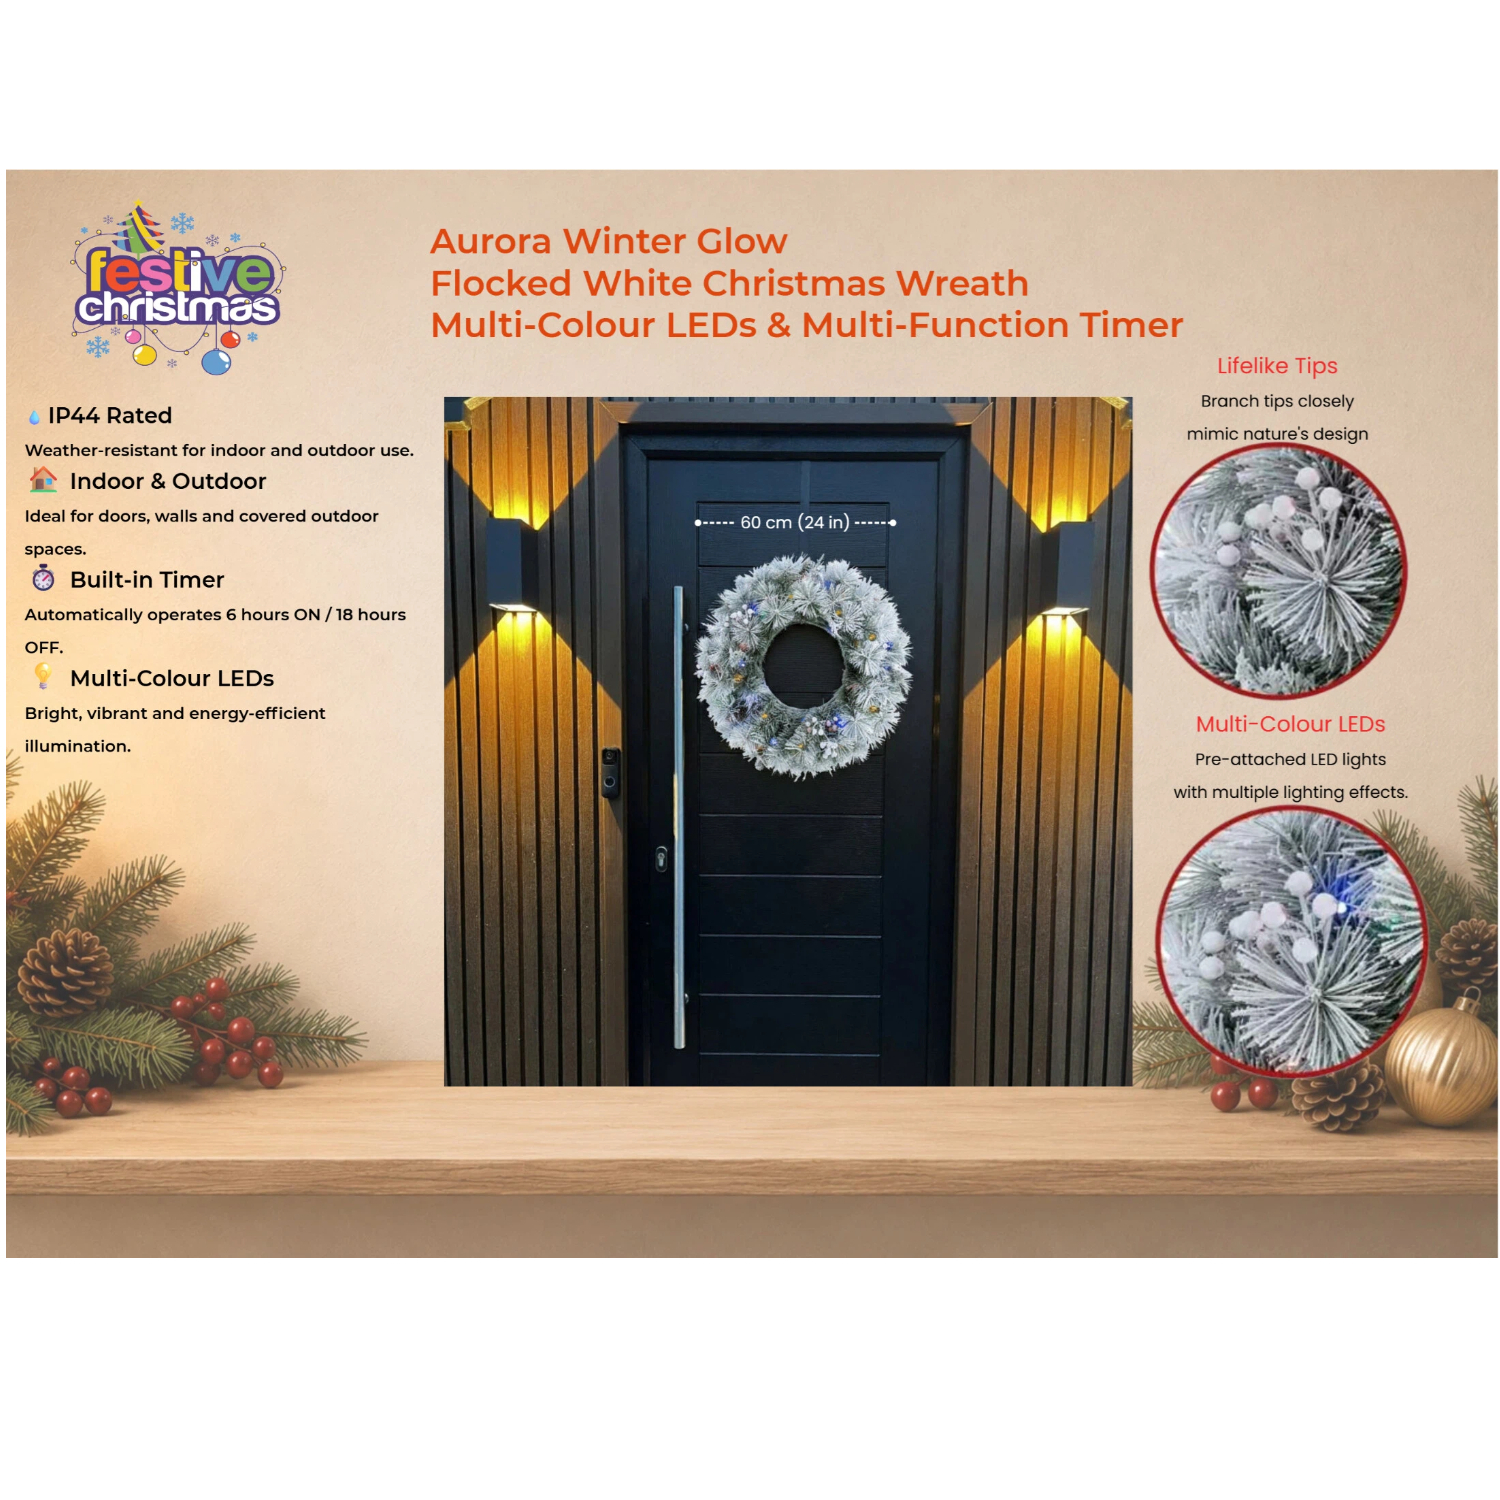 festive
christmas
Aurora Winter Glow
Flocked White Christmas Wreath
Multi-Colour LEDs & Multi-Function Timer
IP44 Rated
Weather-resistant for indoor and outdoor use.
Indoor & Outdoor
Ideal for doors, walls and covered outdoor
spaces.
Built-in Timer
Automatically operates 6 hours ON / 18 hours
OFF.
Multi-Colour LEDs
Bright, vibrant and energy-efficient
illumination.
60 cm (24 in)
Lifelike Tips
Branch tips closely
mimic nature's design
Multi-Colour LEDs
Pre-attached LED lights
with multiple lighting effects.